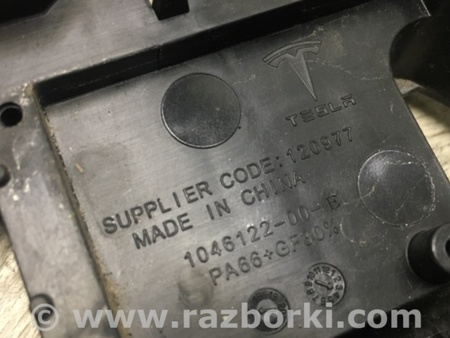 TESLA
SUPPLIER CODE:120977
MADE IN CHINA
1046122-00-E
PA66+GF30%
© www.razborki.com